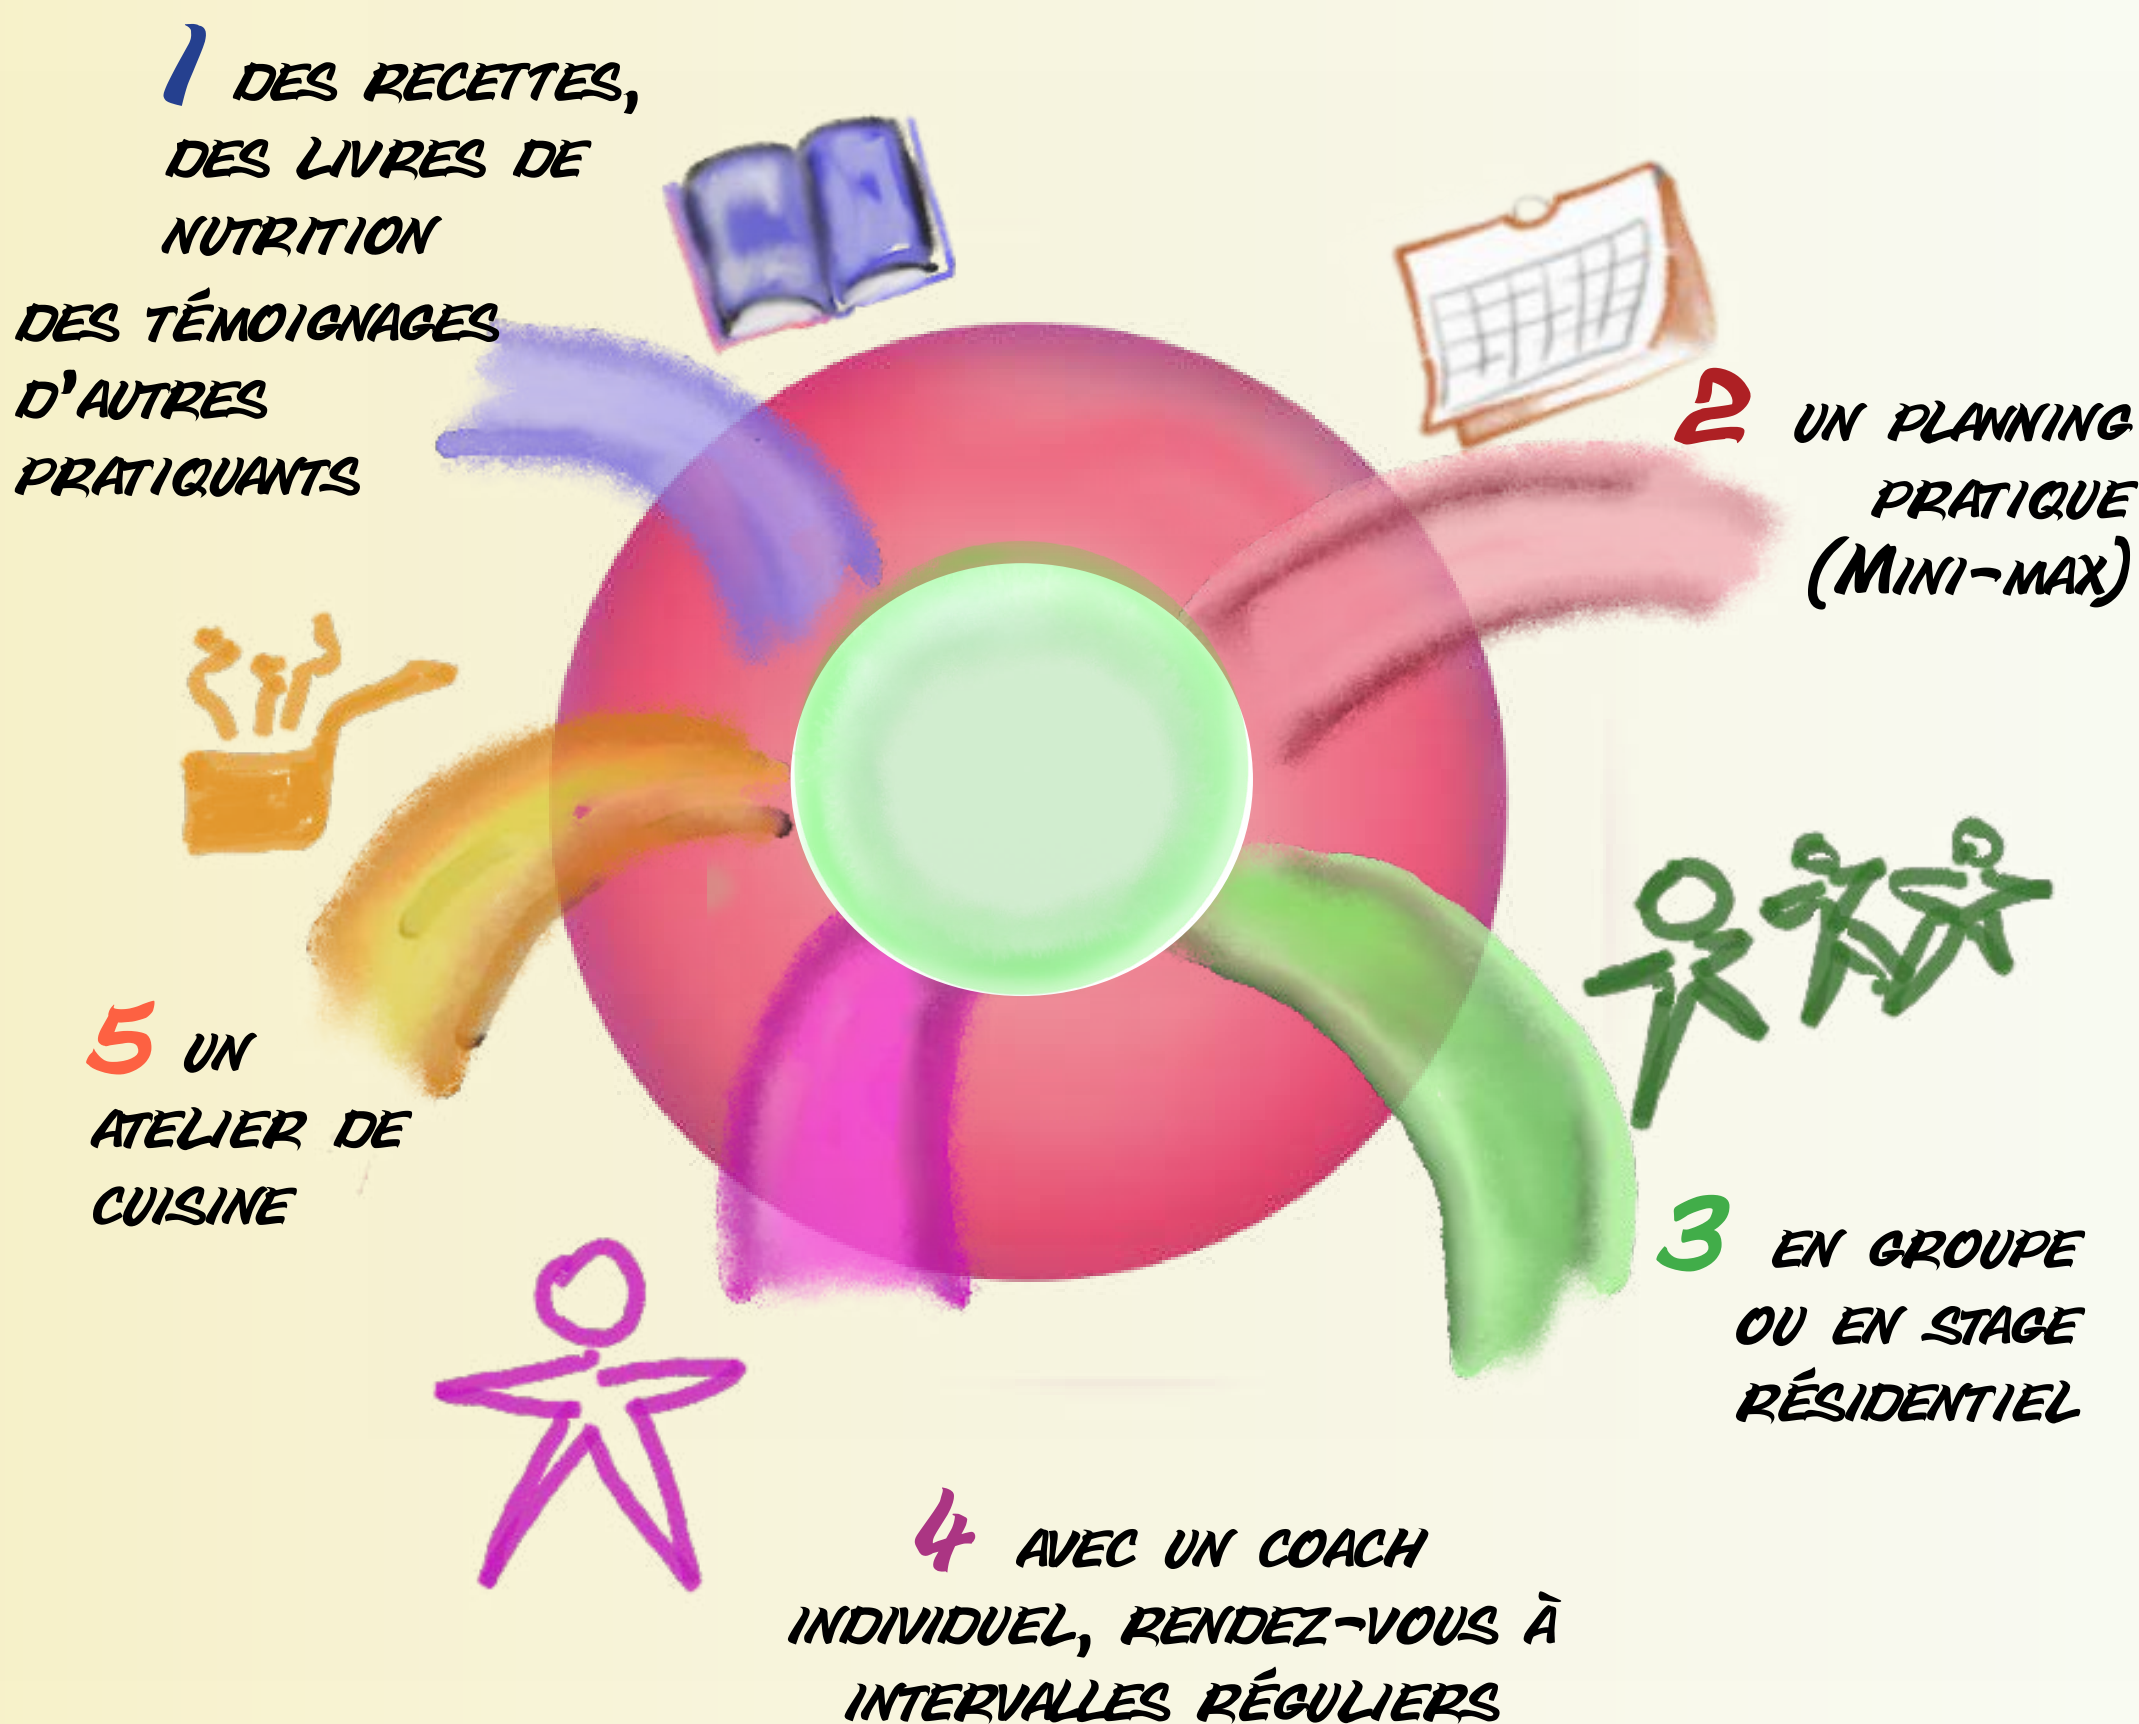 1 DES RECETTES,
DES LIVRES DE
NUTRITION
DES TÉMOIGNAGES
D'AUTRES
PRATIQUANTS
2 UN PLANNING
PRATIQUE
(MINI-MAX)
3 EN GROUPE
OU EN STAGE
RÉSIDENTIEL
4 AVEC UN COACH
INDIVIDUEL, RENDEZ-VOUS À
INTERVALLES RÉGULIERS
5 UN
ATELIER DE
CUISINE